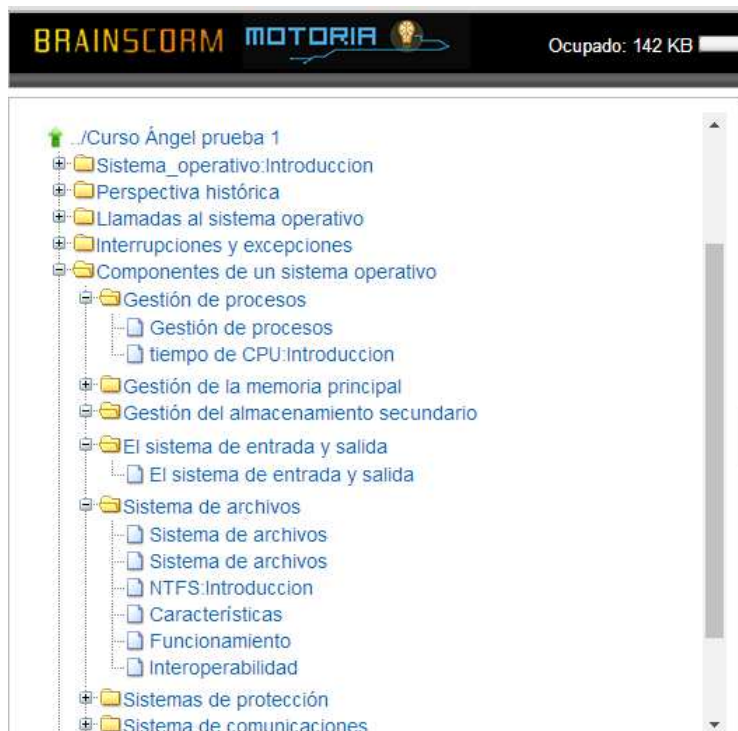 BRAINSCORM MOTORIA Ocupado: 142 KB
../Curso Ángel prueba 1
Sistema_operativo:Introduccion
Perspectiva histórica
Llamadas al sistema operativo
Interrupciones y excepciones
Componentes de un sistema operativo
Gestión de procesos
Gestión de procesos
tiempo de CPU:Introduccion
Gestión de la memoria principal
Gestión del almacenamiento secundario
El sistema de entrada y salida
El sistema de entrada y salida
Sistema de archivos
Sistema de archivos
Sistema de archivos
NTFS:Introduccion
Características
Funcionamiento
Interoperabilidad
Sistemas de protección
Sistema de comunicaciones